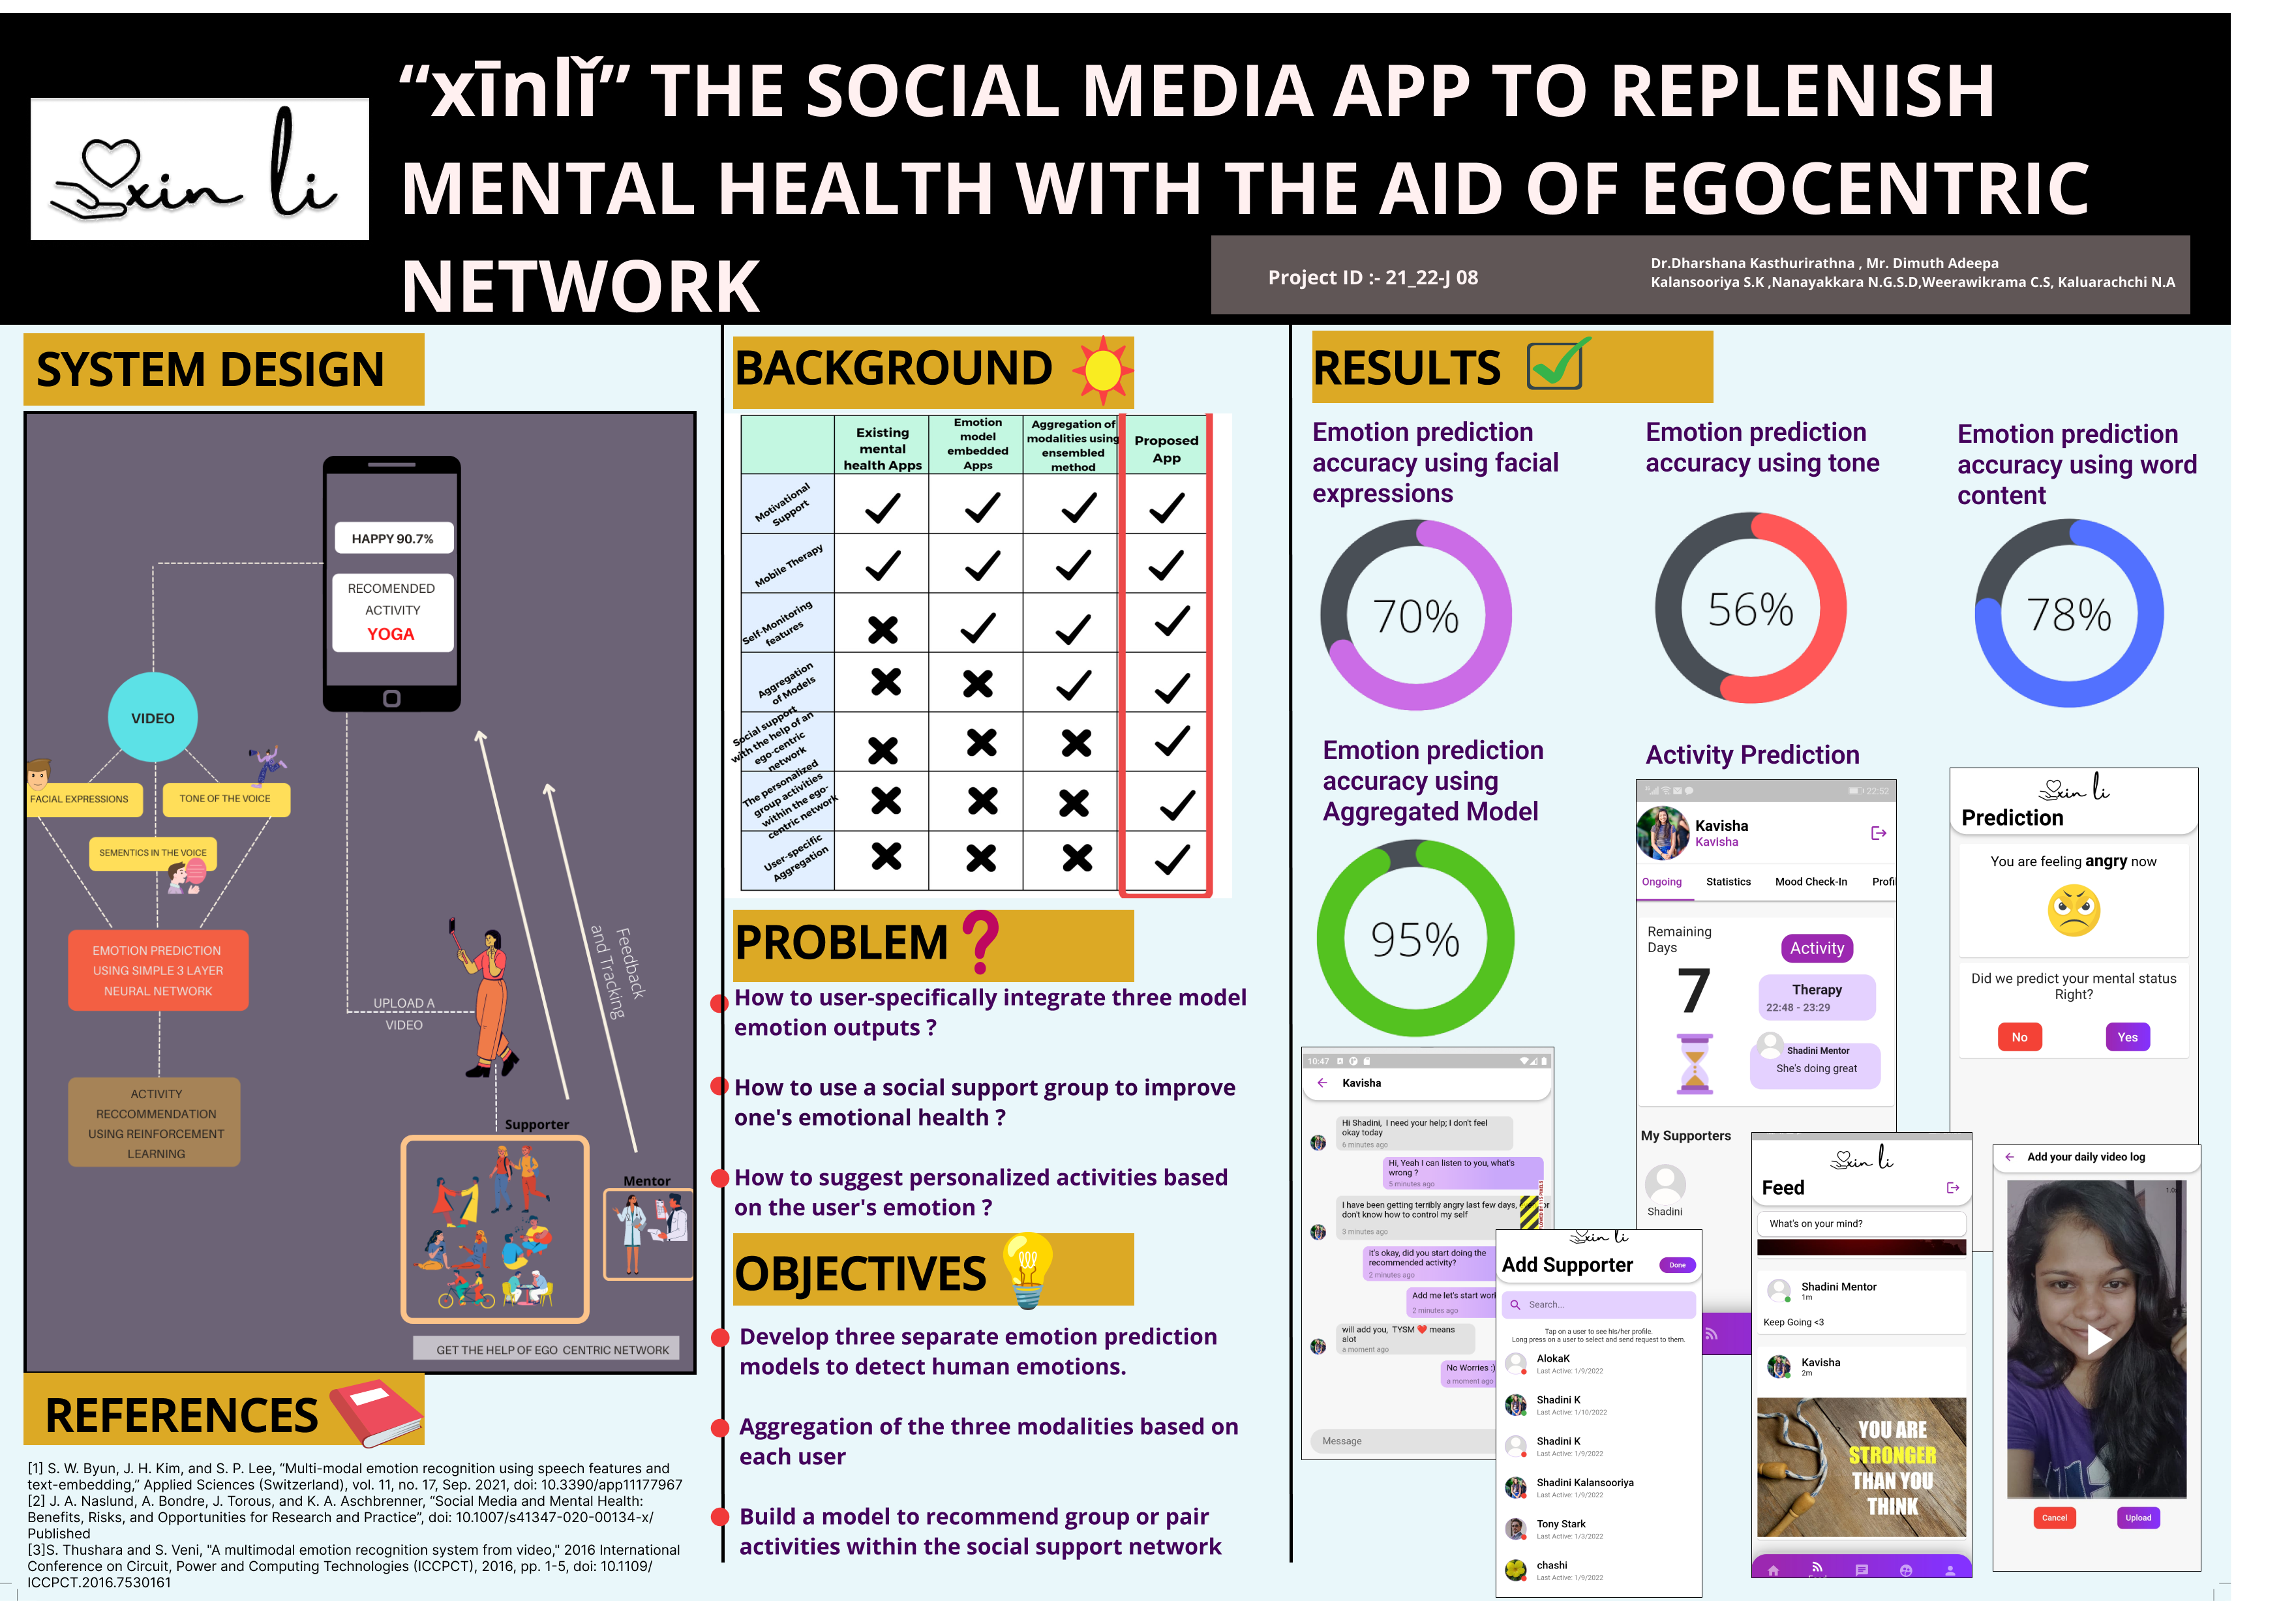 xin li
“xīnlǐ” THE SOCIAL MEDIA APP TO REPLENISH
MENTAL HEALTH WITH THE AID OF EGOCENTRIC
NETWORK
Project ID :- 21_22-J 08
Dr.Dharshana Kasthurirathna , Mr. Dimuth Adeepa
Kalansooriya S.K ,Nanayakkara N.G.S.D,Weerawikrama C.S, Kaluarachchi N.A
SYSTEM DESIGN
HAPPY 90.7%
RECOMENDED
ACTIVITY
YOGA
VIDEO
FACIAL EXPRESSIONS
TONE OF THE VOICE
SEMENTICS IN THE VOICE
EMOTION PREDICTION
USING SIMPLE 3 LAYER
NEURAL NETWORK
UPLOAD A
VIDEO
Feedback
and Tracking
ACTIVITY
RECCOMMENDATION
USING REINFORCEMENT
LEARNING
Supporter
Mentor
GET THE HELP OF EGO CENTRIC NETWORK
REFERENCES
[1] S. W. Byun, J. H. Kim, and S. P. Lee, “Multi-modal emotion recognition using speech features and
text-embedding,” Applied Sciences (Switzerland), vol. 11, no. 17, Sep. 2021, doi: 10.3390/app11177967
[2] J. A. Naslund, A. Bondre, J. Torous, and K. A. Aschbrenner, “Social Media and Mental Health:
Benefits, Risks, and Opportunities for Research and Practice”, doi: 10.1007/s41347-020-00134-x/
Published
[3]S. Thushara and S. Veni, "A multimodal emotion recognition system from video," 2016 International
Conference on Circuit, Power and Computing Technologies (ICCPCT), 2016, pp. 1-5, doi: 10.1109/
ICCPCT.2016.7530161
BACKGROUND
Existing
mental
health Apps
Emotion
model
embedded
Apps
Aggregation of
modalities using
ensembled
method
Proposed
App
Motivational
Support
Mobile Therapy
Self-Monitoring
features
Aggregation
of Models
Social support
with the help of an
ego-centric
network
The personalized
group activities
within the ego-
centric network
User-specific
Aggregation
PROBLEM
How to user-specifically integrate three model
emotion outputs ?
How to use a social support group to improve
one's emotional health ?
How to suggest personalized activities based
on the user's emotion ?
OBJECTIVES
Develop three separate emotion prediction
models to detect human emotions.
Aggregation of the three modalities based on
each user
Build a model to recommend group or pair
activities within the social support network
RESULTS
Emotion prediction
accuracy using facial
expressions
70%
Emotion prediction
accuracy using tone
56%
Emotion prediction
accuracy using word
content
78%
Emotion prediction
accuracy using
Aggregated Model
95%
Activity Prediction
22:52
Kavisha
Kavisha
Ongoing
Statistics
Mood Check-In
Profi
Remaining
Days
7
Activity
Therapy
22:48 - 23:29
Shadini Mentor
She's doing great
My Supporters
Shadini
xin li
Prediction
You are feeling angry now
Did we predict your mental status
Right?
No
Yes
10:47
Kavisha
Hi Shadini, I need your help; I don't feel
okay today
6 minutes ago
Hi, Yeah I can listen to you, what's
wrong ?
5 minutes ago
I have been getting terribly angry last few days,
don't know how to control my self
3 minutes ago
it's okay, did you start doing the
recommended activity?
2 minutes ago
Add me let's start work
2 minutes ago
will add you, TYSM ❤️ means
alot
a moment ago
No Worries :)
a moment ago
Message
xin li
Add Supporter
Done
Search...
Tap on a user to see his/her profile.
Long press on a user to select and send request to them.
AlokaK
Last Active: 1/9/2022
Shadini K
Last Active: 1/10/2022
Shadini K
Last Active: 1/9/2022
Shadini Kalansooriya
Last Active: 1/9/2022
Tony Stark
Last Active: 1/3/2022
chashi
Last Active: 1/9/2022
xin li
Feed
What's on your mind?
Shadini Mentor
1m
Keep Going <3
Kavisha
2m
YOU ARE
STRONGER
THAN YOU
THINK
Add your daily video log
Cancel
Upload